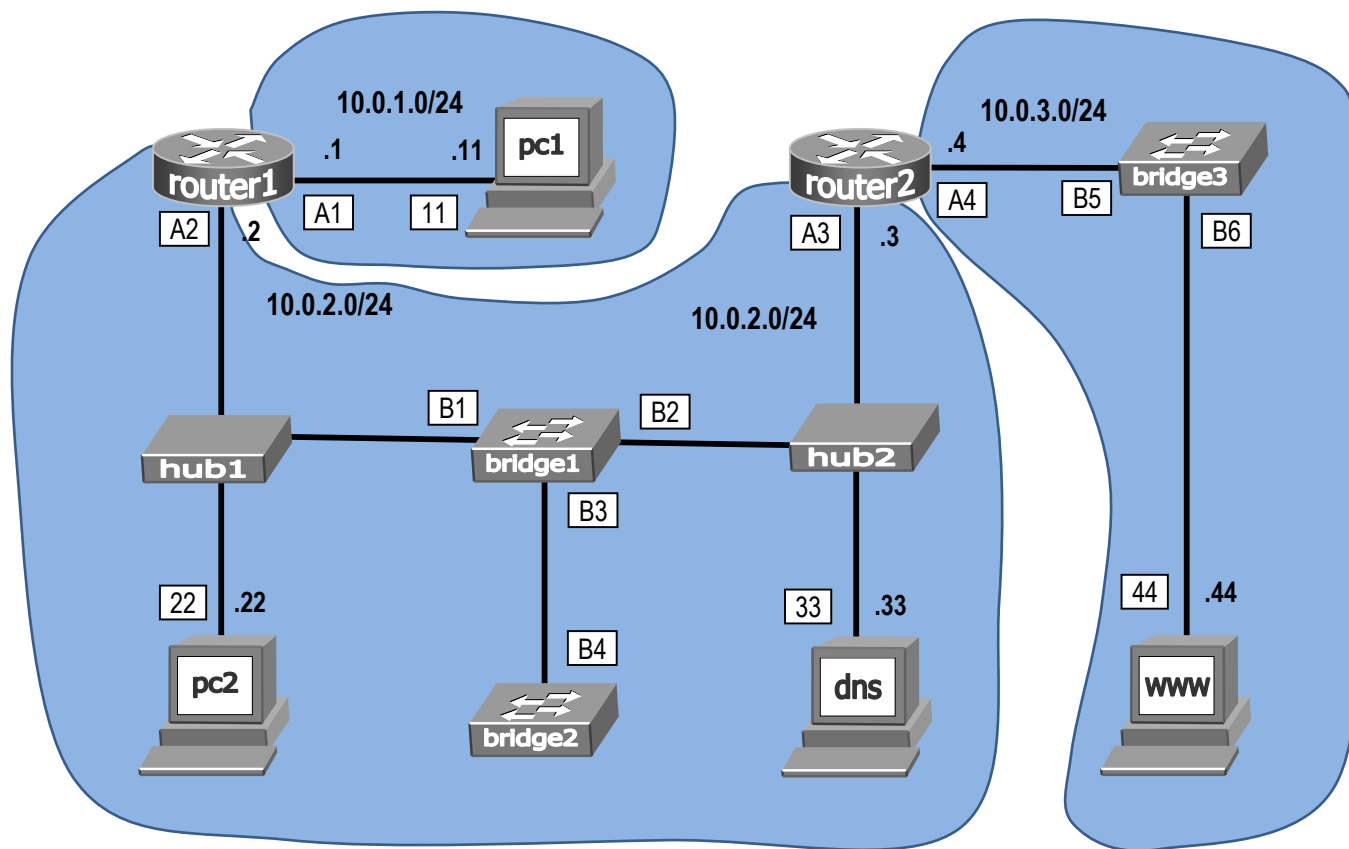 10.0.1.0/24
pc1
.1
.11
router1
A1
11
A2
.2
10.0.2.0/24
10.0.3.0/24
.4
router2
A4
B5
bridge3
A3
.3
B6
10.0.2.0/24
B1
B2
hub1
bridge1
hub2
B3
22
.22
33
.33
44
.44
B4
pc2
bridge2
dns
www